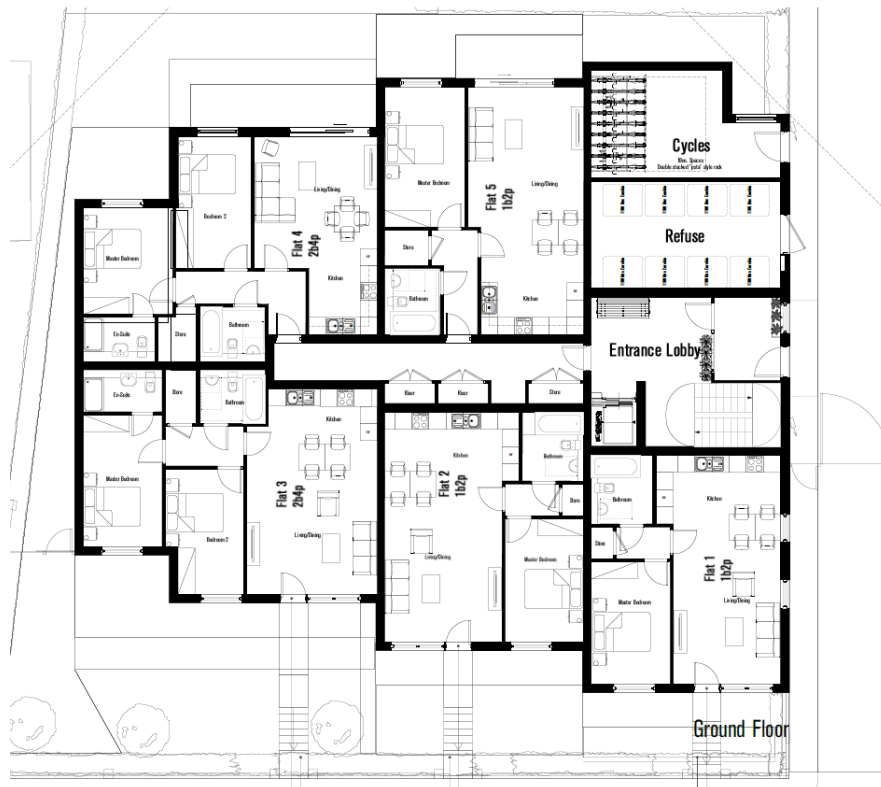 Cycles
Refuse
Entrance Lobby
Master Bedroom
Living/Dining
Flat 5
1b2p
Store
Bathroom
Kitchen
Bedroom 2
Living/Dining
Flat 4
2b4p
Master Bedroom
Kitchen
En-Suite
Store
Bathroom
Riser
Riser
Store
En-Suite
Store
Bathroom
Kitchen
W
Master Bedroom
Flat 3
2b4p
Bedroom 2
Living/Dining
Kitchen
W
Bathroom
Flat 2
1b2p
Store
Living/Dining
Master Bedroom
Kitchen
W
Bathroom
Store
Flat 1
1b2p
Master Bedroom
Living/Dining
Ground Floor